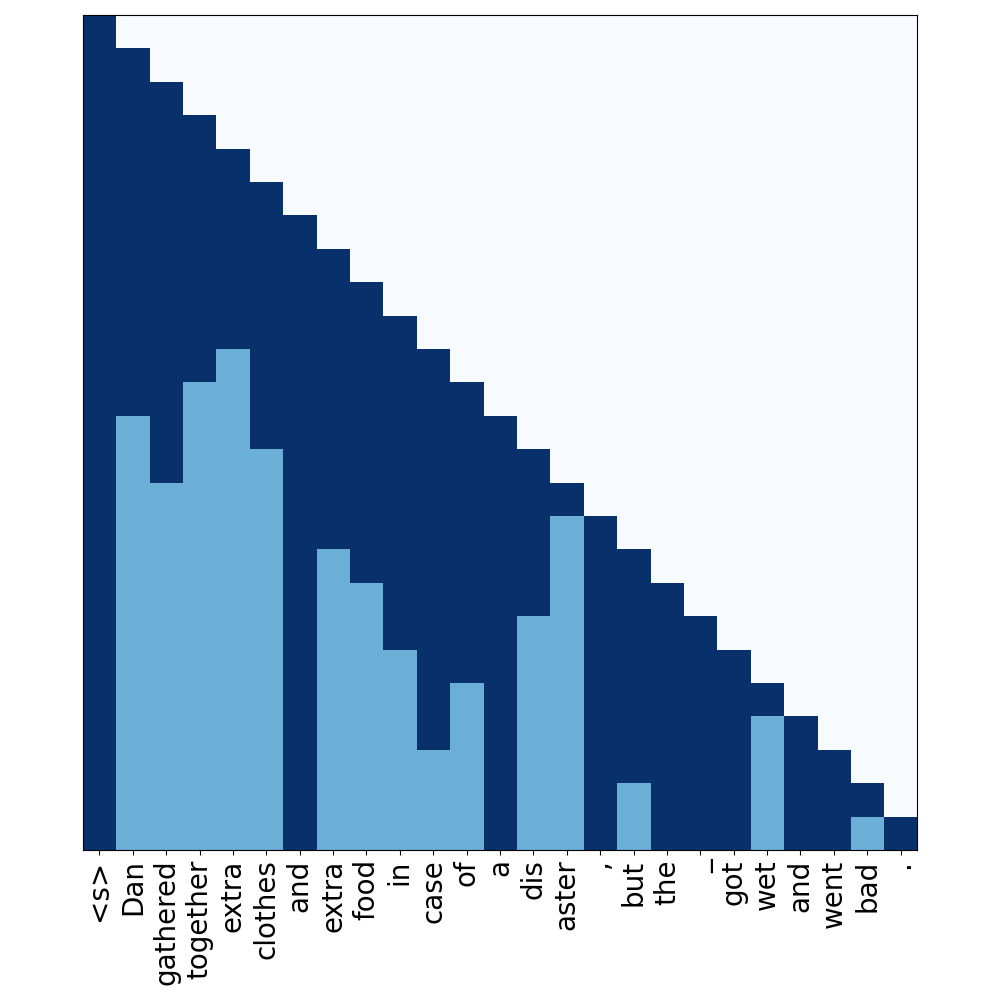 <s>
Dan
gathered
together
extra
clothes
and
extra
food
in
case
of
a
dis
aster
,
but
the
_
got
wet
and
went
bad
.